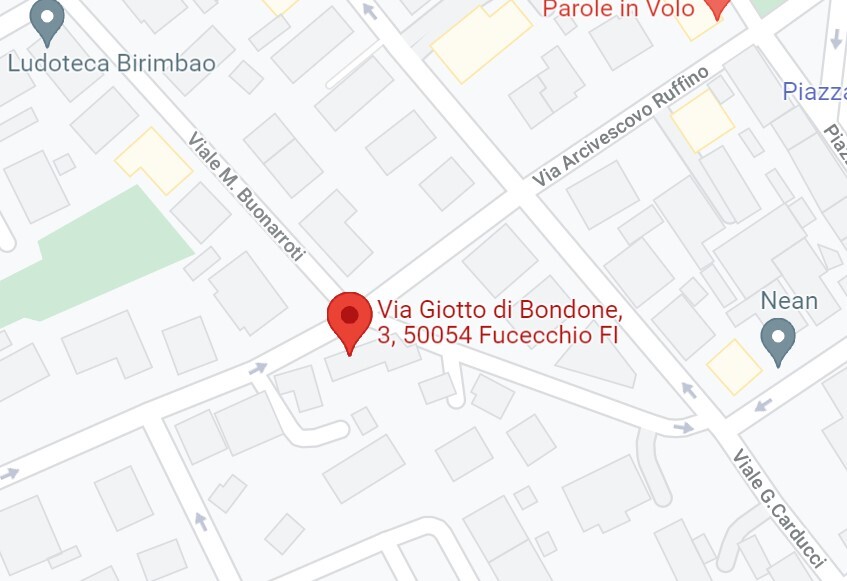 Parole in Volo
Ludoteca Birimbao
Via Arcivescovo Ruffino
Piazza
Piaz
Viale M. Buonarroti
Nean
Via Giotto di Bondone,
3, 50054 Fucecchio FI
Viale G.Carducci